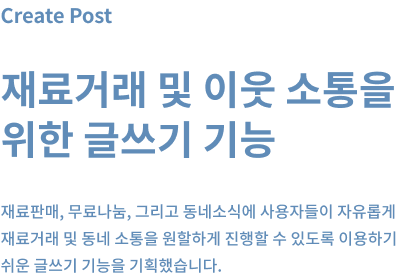 Create Post
재료거래 및 이웃 소통을
위한 글쓰기 기능
재료판매, 무료나눔, 그리고 동네소식에 사용자들이 자유롭게
재료거래 및 동네 소통을 원할하게 진행할 수 있도록 이용하기
쉬운 글쓰기 기능을 기획했습니다.